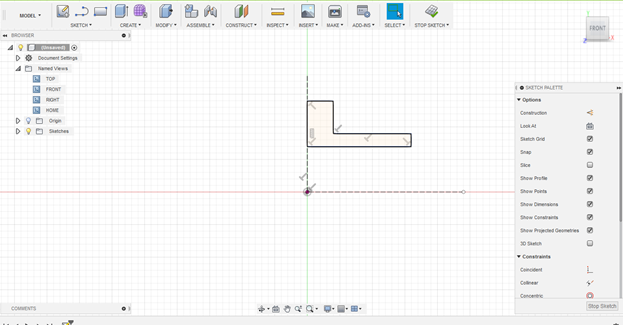 MODEL
SKETCH
CREATE
MODIFY
ASSEMBLE
CONSTRUCT
INSPECT
INSERT
MAKE
ADD-INS
SELECT
STOP SKETCH
BROWSER
(Unsaved)
Document Settings
Named Views
TOP
FRONT
RIGHT
HOME
Origin
Sketches
FRONT
SKETCH PALETTE
Options
Construction
Look At
Sketch Grid
Snap
Slice
Show Profile
Show Points
Show Dimensions
Show Constraints
Show Projected Geometries
3D Sketch
Constraints
Coincident
Collinear
Concentric
Stop Sketch
COMMENTS